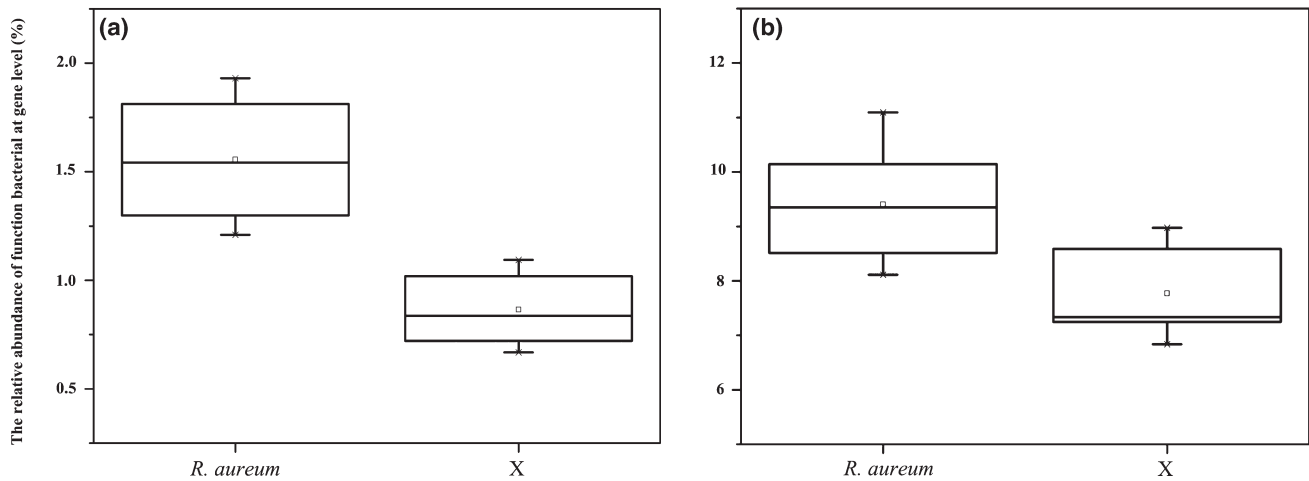 The relative abundance of function bacterial at gene level (%)
(a)
2.0
1.5
1.0
0.5
R. aureum
X
(b)
12
10
8
6
R. aureum
X